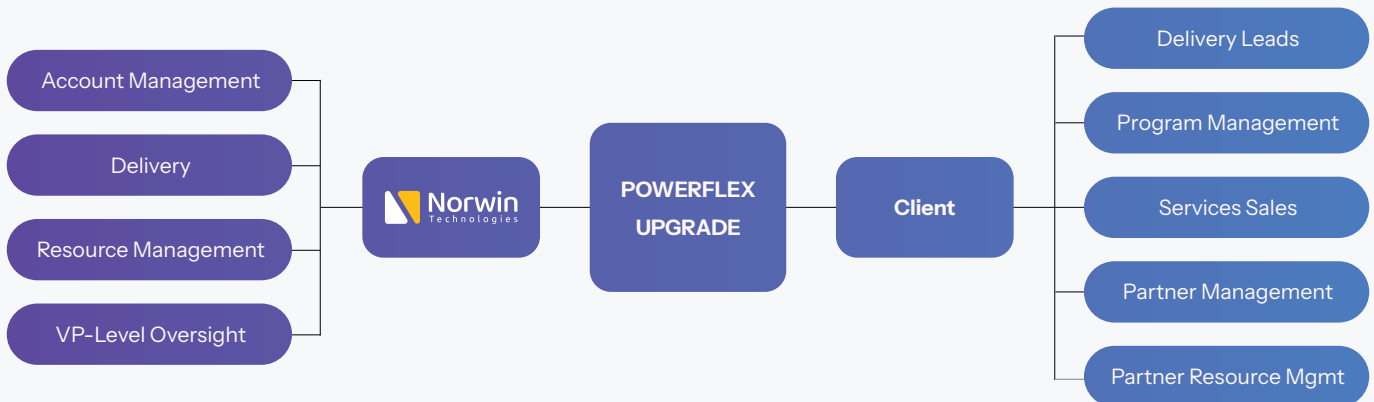 Account Management
Delivery
Resource Management
VP-Level Oversight
Norwin
Technologies
POWERFLEX
UPGRADE
Client
Delivery Leads
Program Management
Services Sales
Partner Management
Partner Resource Mgmt